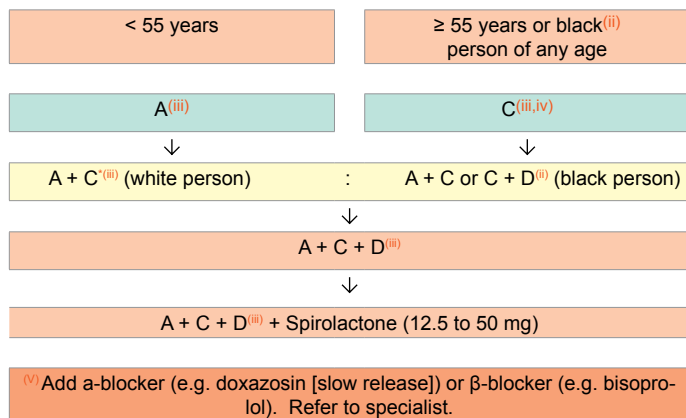 < 55 years
≥ 55 years or black(ii)
person of any age
A(iii)
C(iii,iv)
A + C*(iii) (white person) : A + C or C + D(ii) (black person)
A + C + D(iii)
A + C + D(iii) + Spirolactone (12.5 to 50 mg)
(V) Add a-blocker (e.g. doxazosin [slow release]) or β-blocker (e.g. bisopro-
lol). Refer to specialist.